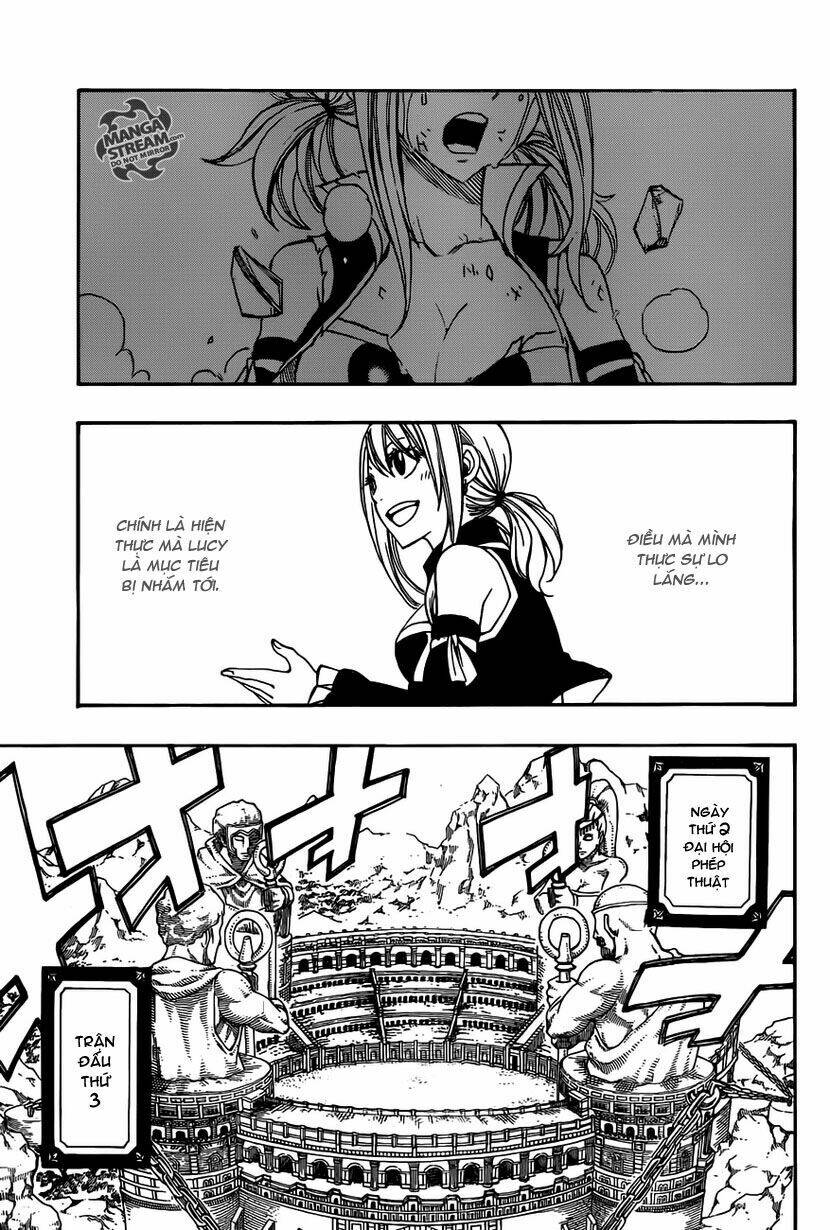 MANGA
STREAM.com
DO NOT MIRROR
ĐIỀU MÀ MÌNH
THỰC SỰ LO
LẮNG...
CHÍNH LÀ HIỆN
THỰC MÀ LUCY
LÀ MỤC TIÊU
BỊ NHẮM TỚI.
NGÀY
THỨ 2
ĐẠI HỘI
PHÉP
THUẬT
TRẬN
ĐẤU
THỨ
3